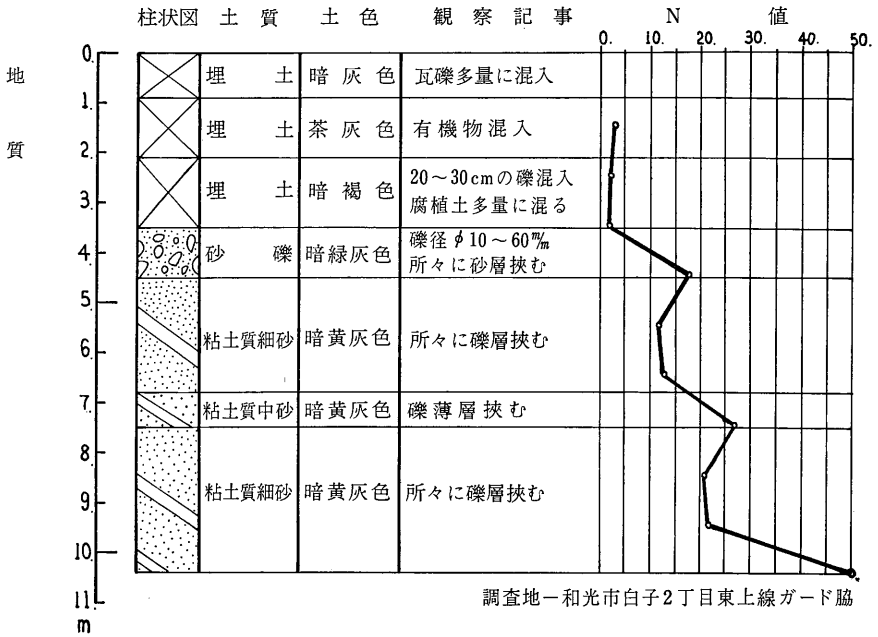 柱状図 土質 土色 観察記事 N値
0. 10. 20. 30. 40. 50.
地質
0.
埋土 暗灰色 瓦礫多量に混入
1.
埋土 茶灰色 有機物混入
2.
埋土 暗褐色 20～30cmの礫混入
腐植土多量に混る
3.
砂礫 暗緑灰色 礫径φ10～60m/m
所々に砂層挟む
4
5
粘土質細砂 暗黄灰色 所々に礫層挟む
6.
7.
粘土質中砂 暗黄灰色 礫薄層挟む
8.
粘土質細砂 暗黄灰色 所々に礫層挟む
9.
10.
11.
m
調査地－和光市白子2丁目東上線ガード脇